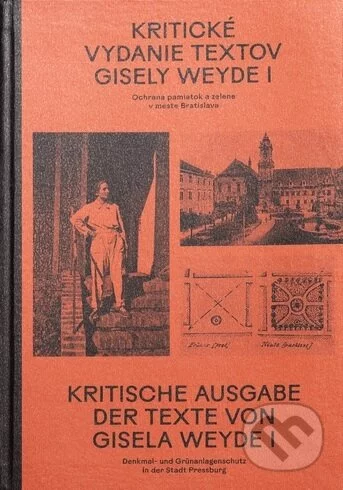 KRITICKÉ
VYDANIE TEXTOV
GISELY WEYDE I
Ochrana pamiatok a zelene
v meste Bratislava
KRITISCHE AUSGABE
DER TEXTE VON
GISELA WEYDE I
Denkmal- und Grünanlagenschutz
in der Stadt Pressburg